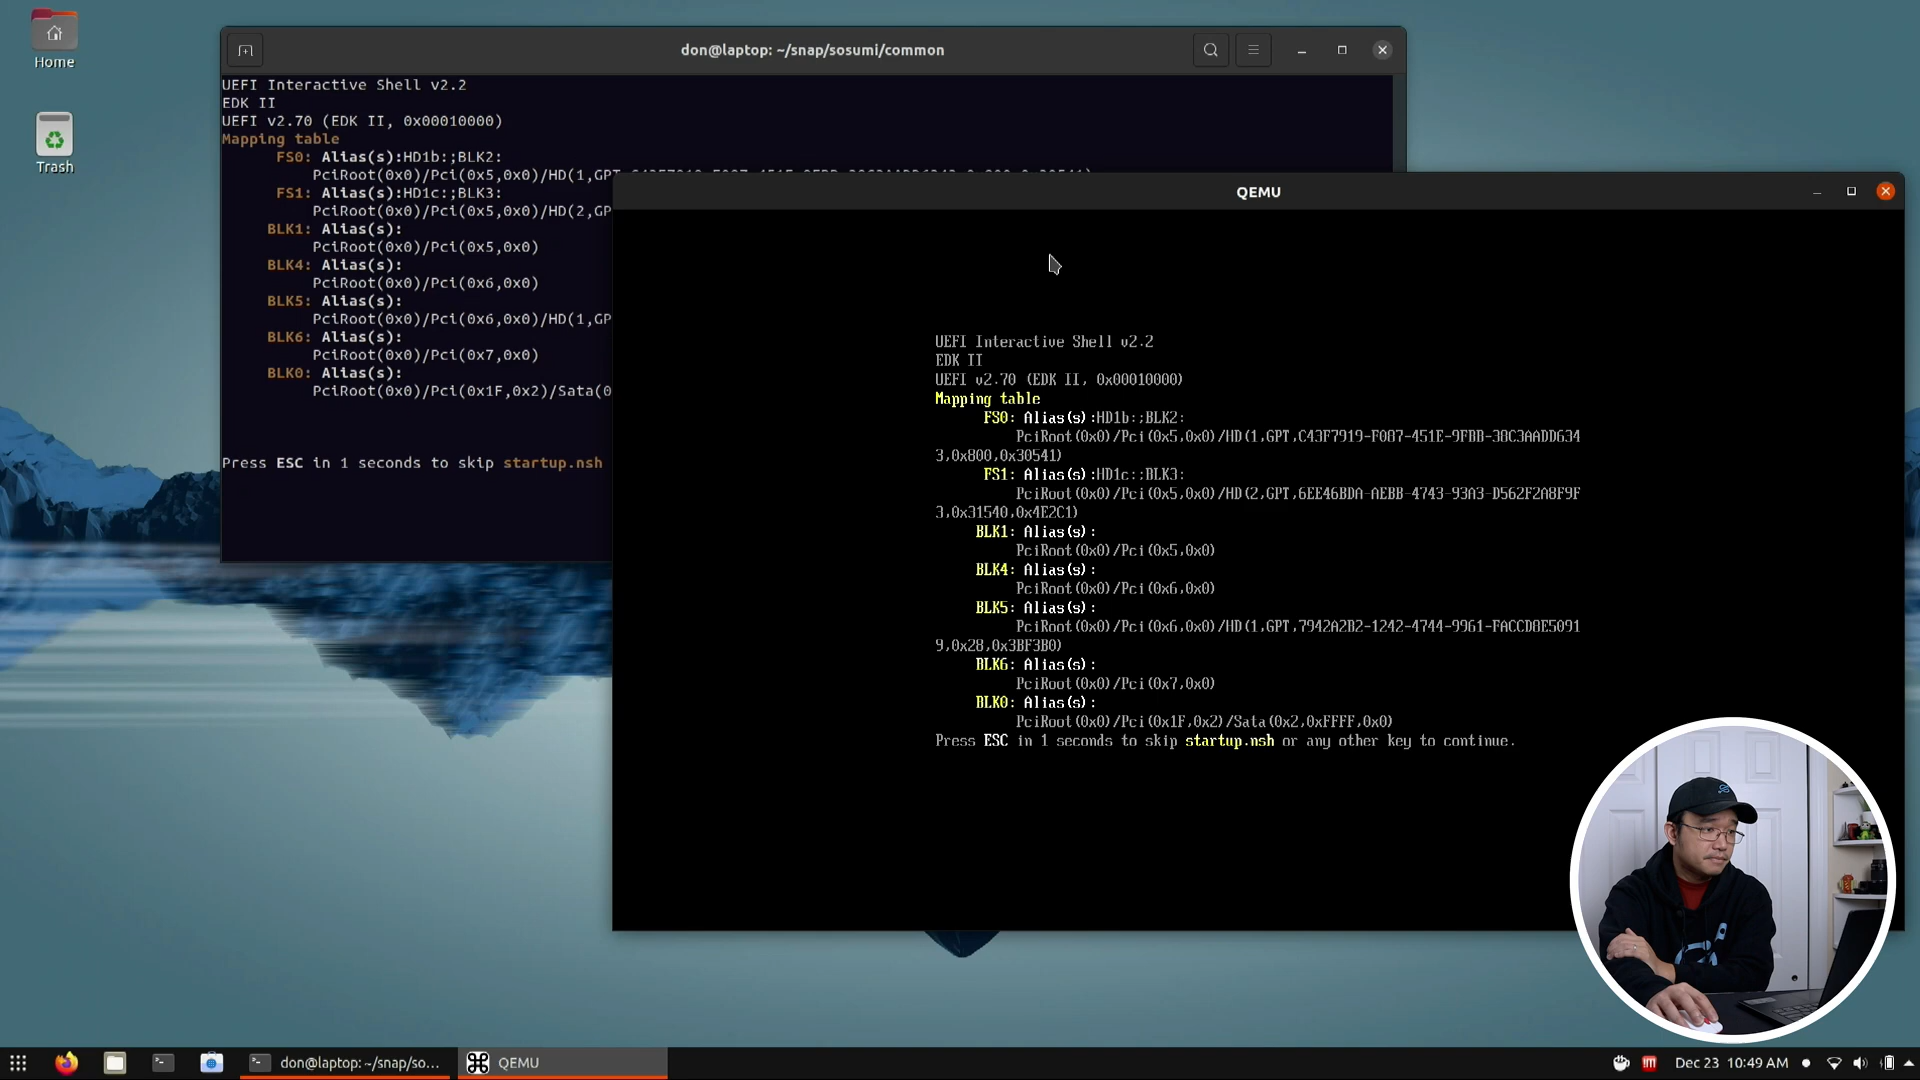 Home
Trash
don@laptop: ~/snap/sosumi/common
UEFI Interactive Shell v2.2
EDK II
UEFI v2.70 (EDK II, 0x00010000)
Mapping table
FS0: Alias(s):HD1b:;BLK2:
PciRoot(0x0)/Pci(0x5,0x0)/HD(1,GPT
FS1: Alias(s):HD1c:;BLK3:
PciRoot(0x0)/Pci(0x5,0x0)/HD(2,GP
BLK1: Alias(s):
PciRoot(0x0)/Pci(0x5,0x0)
BLK4: Alias(s):
PciRoot(0x0)/Pci(0x6,0x0)
BLK5: Alias(s):
PciRoot(0x0)/Pci(0x6,0x0)/HD(1,GP
BLK6: Alias(s):
PciRoot(0x0)/Pci(0x7,0x0)
BLK0: Alias(s):
PciRoot(0x0)/Pci(0x1F,0x2)/Sata(0
Press ESC in 1 seconds to skip startup.nsh
QEMU
UEFI Interactive Shell v2.2
EDK II
UEFI v2.70 (EDK II, 0x00010000)
Mapping table
FS0: Alias(s):HD1b:;BLK2:
PciRoot(0x0)/Pci(0x5,0x0)/HD(1,GPT,C43F7919-F087-451E-9FBB-38C3AADD634
3,0x800,0x30541)
FS1: Alias(s):HD1c:;BLK3:
PciRoot(0x0)/Pci(0x5,0x0)/HD(2,GPT,6EE46BDA-AEBB-4743-93A3-D562F2A8F9F
3,0x31540,0x4E2C1)
BLK1: Alias(s):
PciRoot(0x0)/Pci(0x5,0x0)
BLK4: Alias(s):
PciRoot(0x0)/Pci(0x6,0x0)
BLK5: Alias(s):
PciRoot(0x0)/Pci(0x6,0x0)/HD(1,GPT,7942A2B2-1242-4744-9961-FACCD8E5091
9,0x28,0x3BF3B0)
BLK6: Alias(s):
PciRoot(0x0)/Pci(0x7,0x0)
BLK0: Alias(s):
PciRoot(0x0)/Pci(0x1F,0x2)/Sata(0x2,0xFFFF,0x0)
Press ESC in 1 seconds to skip startup.nsh or any other key to continue.
don@laptop: ~/snap/so...
QEMU
Dec 23 10:49 AM